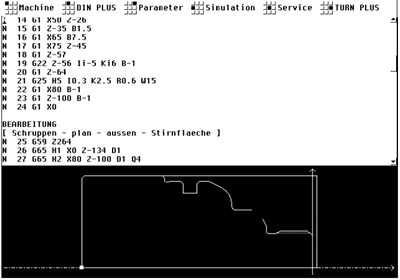 Machine DIN PLUS Parameter Simulation Service TURN PLUS
N 14 G1 X50 Z-26
N 15 G1 Z-35 B1.5
N 16 G1 X65 B7.5
N 17 G1 X75 Z-45
N 18 G1 Z-57
N 19 G22 Z-56 Ii-5 Ki6 B-1
N 20 G1 Z-64
N 21 G25 H5 I0.3 K2.5 R0.6 W15
N 22 G1 X80 B-1
N 23 G1 Z-100 B-1
N 24 G1 X0
BEARBEITUNG
[ Schruppen - plan - aussen - Stirnflaeche ]
N 25 G59 Z264
N 26 G65 H1 X0 Z-134 D1
N 27 G65 H2 X80 Z-100 D1 Q4